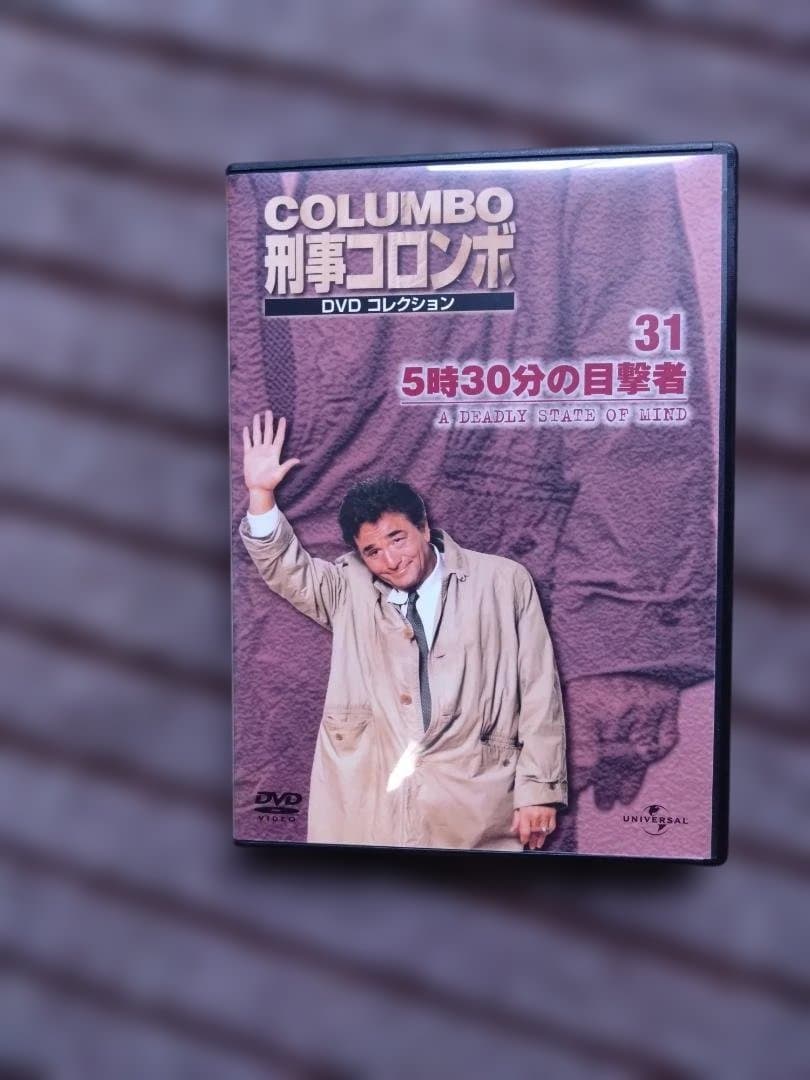 COLUMBO
刑事コロンボ
DVD コレクション
31
5時30分の目撃者
A DEADLY STATE OF MIND
DVD
VIDEO
UNIVERSAL